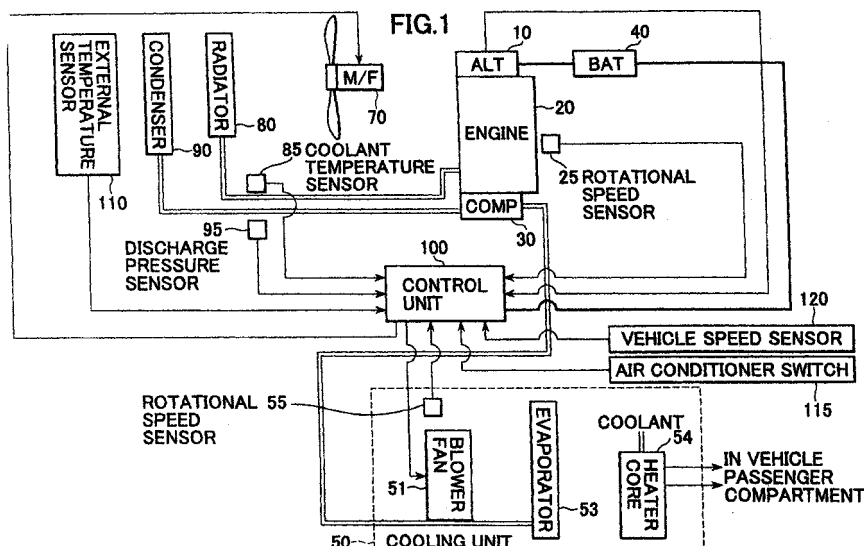 FIG.1
EXTERNAL
TEMPERATURE
SENSOR
110
CONDENSER
90
RADIATOR
80
M/F
70
10
ALT
40
BAT
20
ENGINE
COMP
30
85 COOLANT
TEMPERATURE
SENSOR
25 ROTATIONAL
SPEED
SENSOR
95
DISCHARGE
PRESSURE
SENSOR
100
CONTROL
UNIT
120
VEHICLE SPEED SENSOR
AIR CONDITIONER SWITCH
115
ROTATIONAL 55
SPEED
SENSOR
BLOWER
FAN
51
EVAPORATOR
53
COOLANT
54
HEATER
CORE
IN VEHICLE
PASSENGER
COMPARTMENT
50
COOLING UNIT